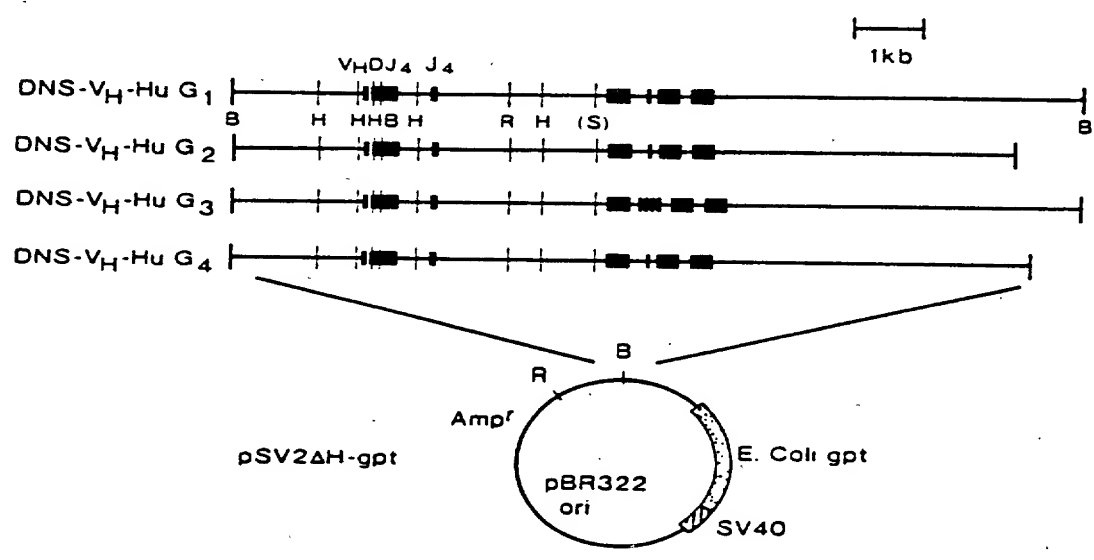 1kb
VHDJ4 J4
DNS-VH-Hu G1
B H HHB H R H (S) B
DNS-VH-Hu G2
DNS-VH-Hu G3
DNS-VH-Hu G4
B
R
Ampr
pSV2ΔH-gpt
E. Coli gpt
pBR322
ori
SV40